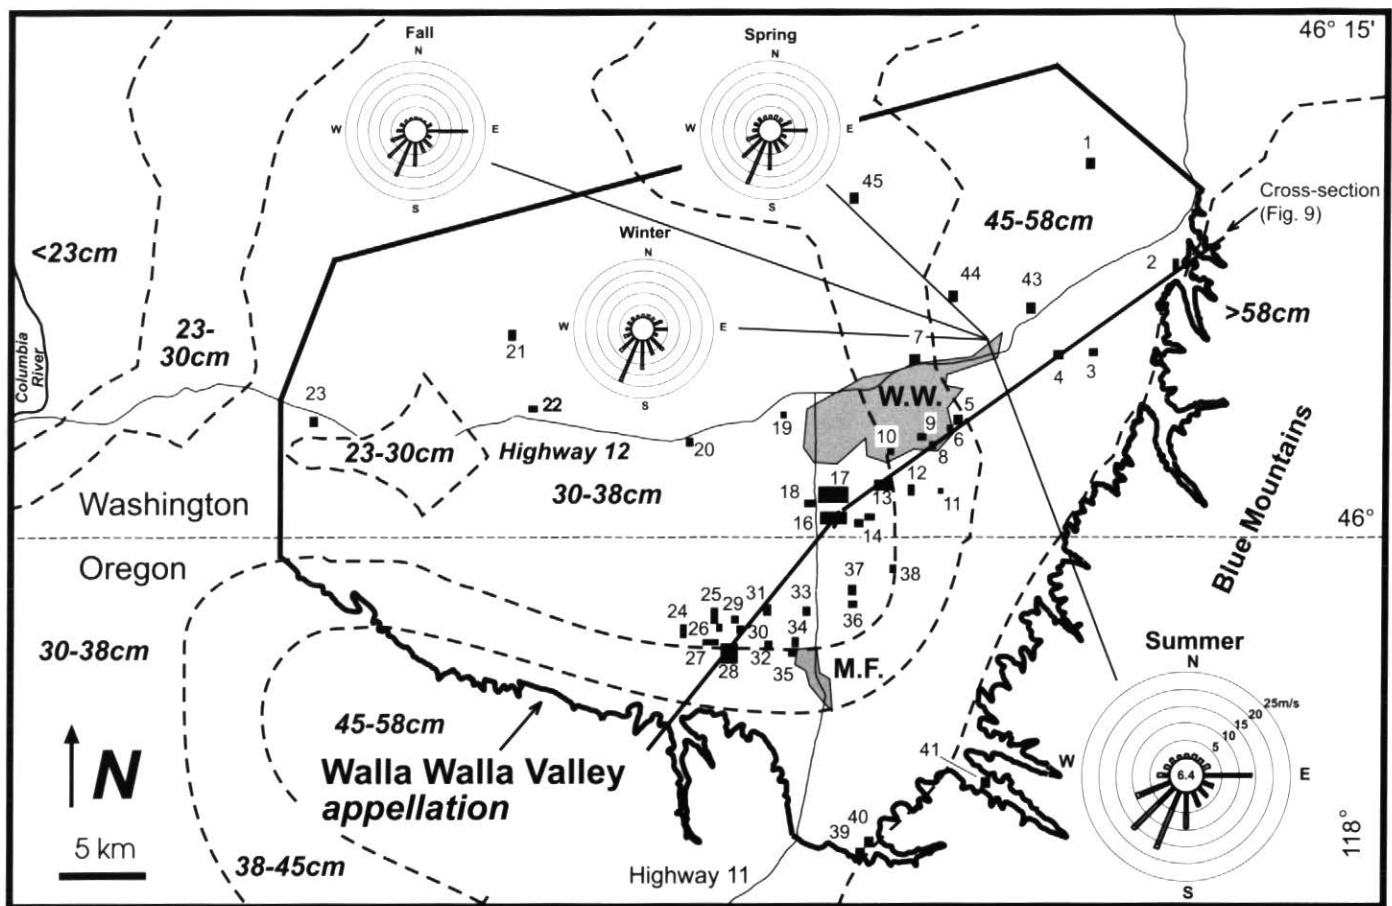 Fall
N
W
E
S
Spring
N
W
E
S
46° 15'
1
45
Cross-section
(Fig. 9)
45-58cm
<23cm
Winter
N
W
E
S
2
44
43
>58cm
23-
30cm
Columbia
River
21
7
4
3
23
22
W.W.
5
19
9
6
10
8
23-30cm
Highway 12
20
30-38cm
17
12
18
13
11
Washington
16
14
46°
Oregon
Blue Mountains
38
37
25
31
33
24
29
36
26
30
34
30-38cm
27
32
28
35
M.F.
Summer
N
25m/s
20
15
10
5
W
6.4
E
S
45-58cm
41
N
Walla Walla Valley
appellation
40
39
118°
5 km
38-45cm
Highway 11